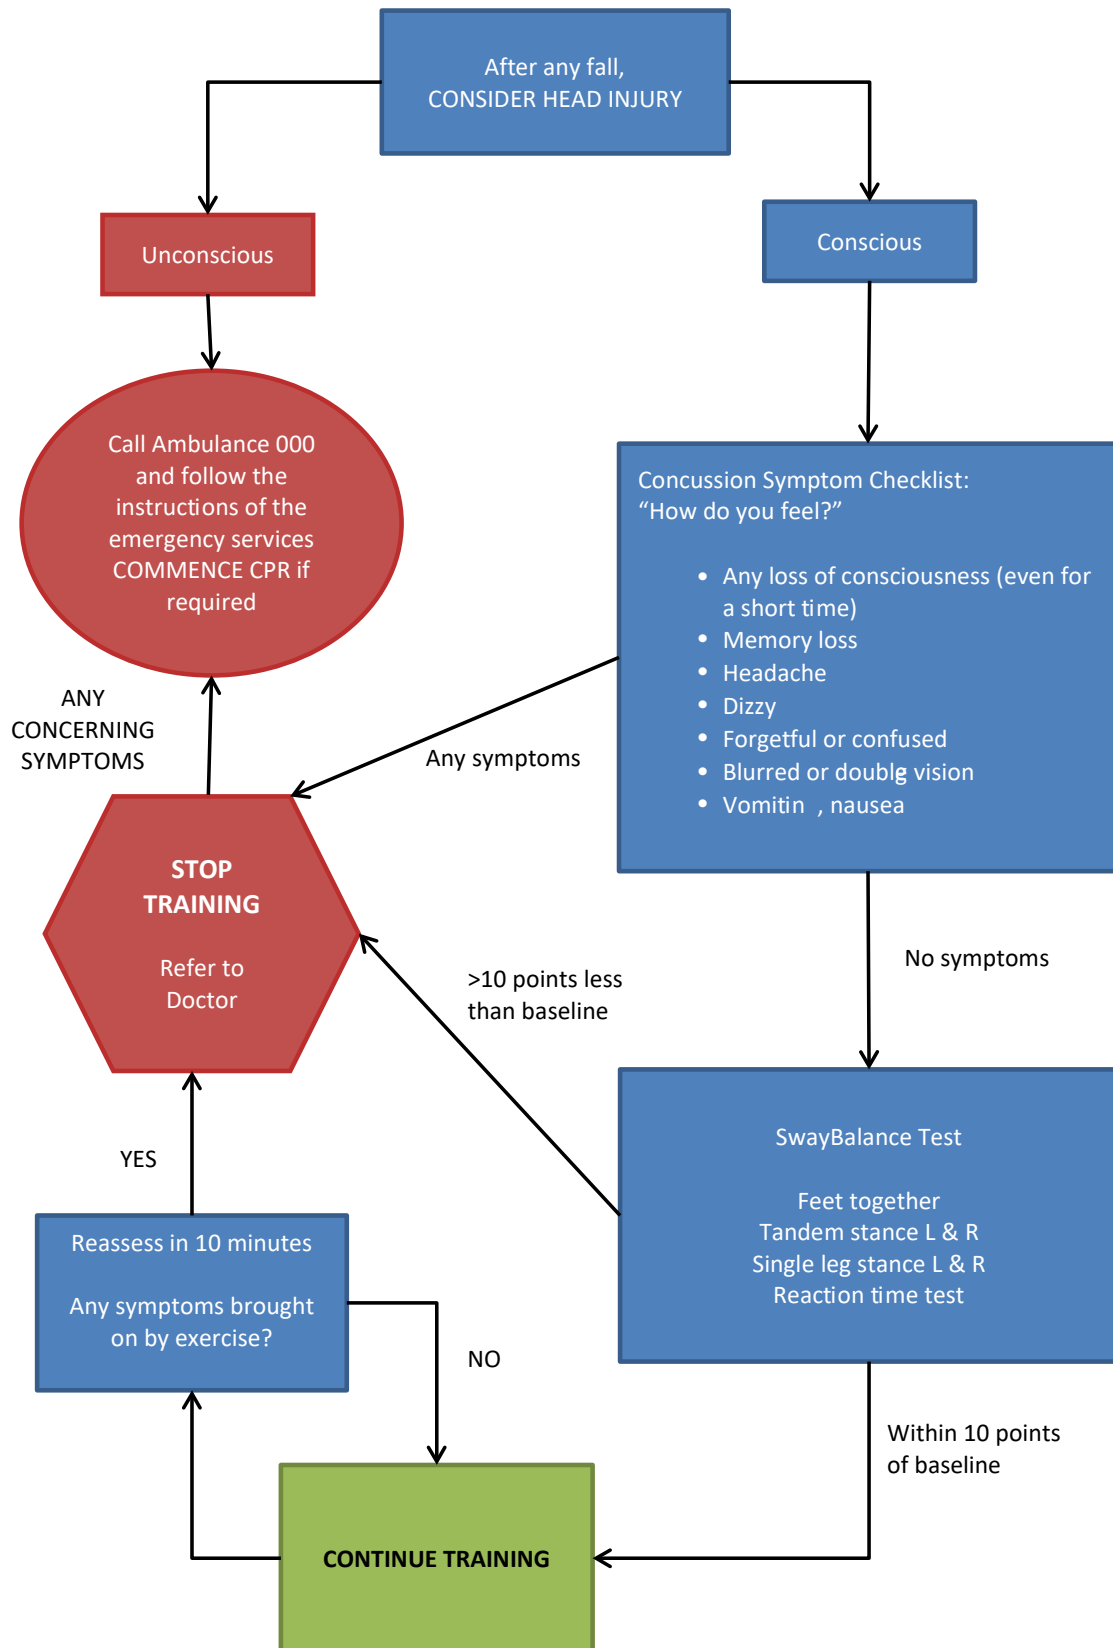 After any fall,
CONSIDER HEAD INJURY
Unconscious
Conscious
Call Ambulance 000
and follow the
instructions of the
emergency services
COMMENCE CPR if
required
Concussion Symptom Checklist:
“How do you feel?”
• Any loss of consciousness (even for
a short time)
• Memory loss
• Headache
• Dizzy
• Forgetful or confused
• Blurred or doublg vision
• Vomitin , nausea
ANY
CONCERNING
SYMPTOMS
Any symptoms
STOP
TRAINING
Refer to
Doctor
>10 points less
than baseline
No symptoms
YES
SwayBalance Test
Feet together
Tandem stance L & R
Single leg stance L & R
Reaction time test
Reassess in 10 minutes
Any symptoms brought
on by exercise?
NO
Within 10 points
of baseline
CONTINUE TRAINING